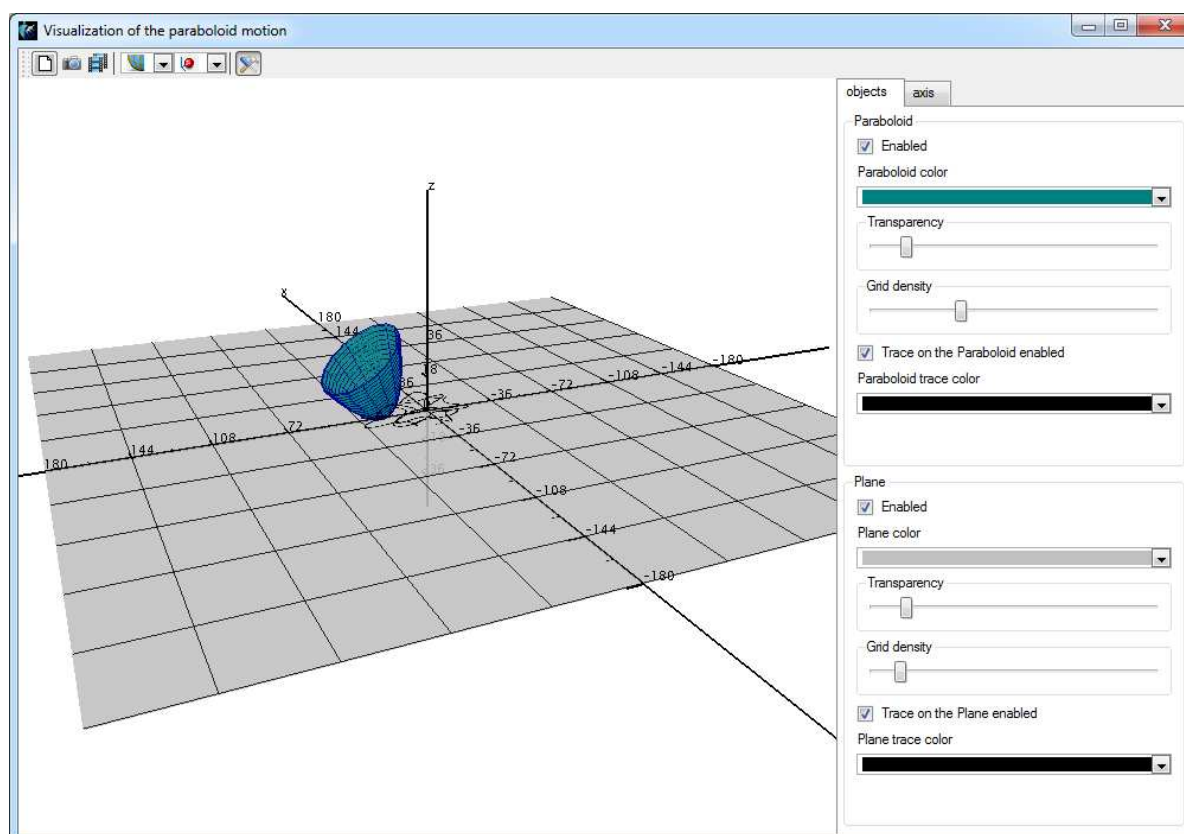 Visualization of the paraboloid motion
objects axis
Paraboloid
Enabled
Paraboloid color
Transparency
Grid density
Trace on the Paraboloid enabled
Paraboloid trace color
Plane
Enabled
Plane color
Transparency
Grid density
Trace on the Plane enabled
Plane trace color
z
x
180
144
36
-180
-144
-108
-72
-36
72
108
144
180
-36
-72
-108
-144
-180